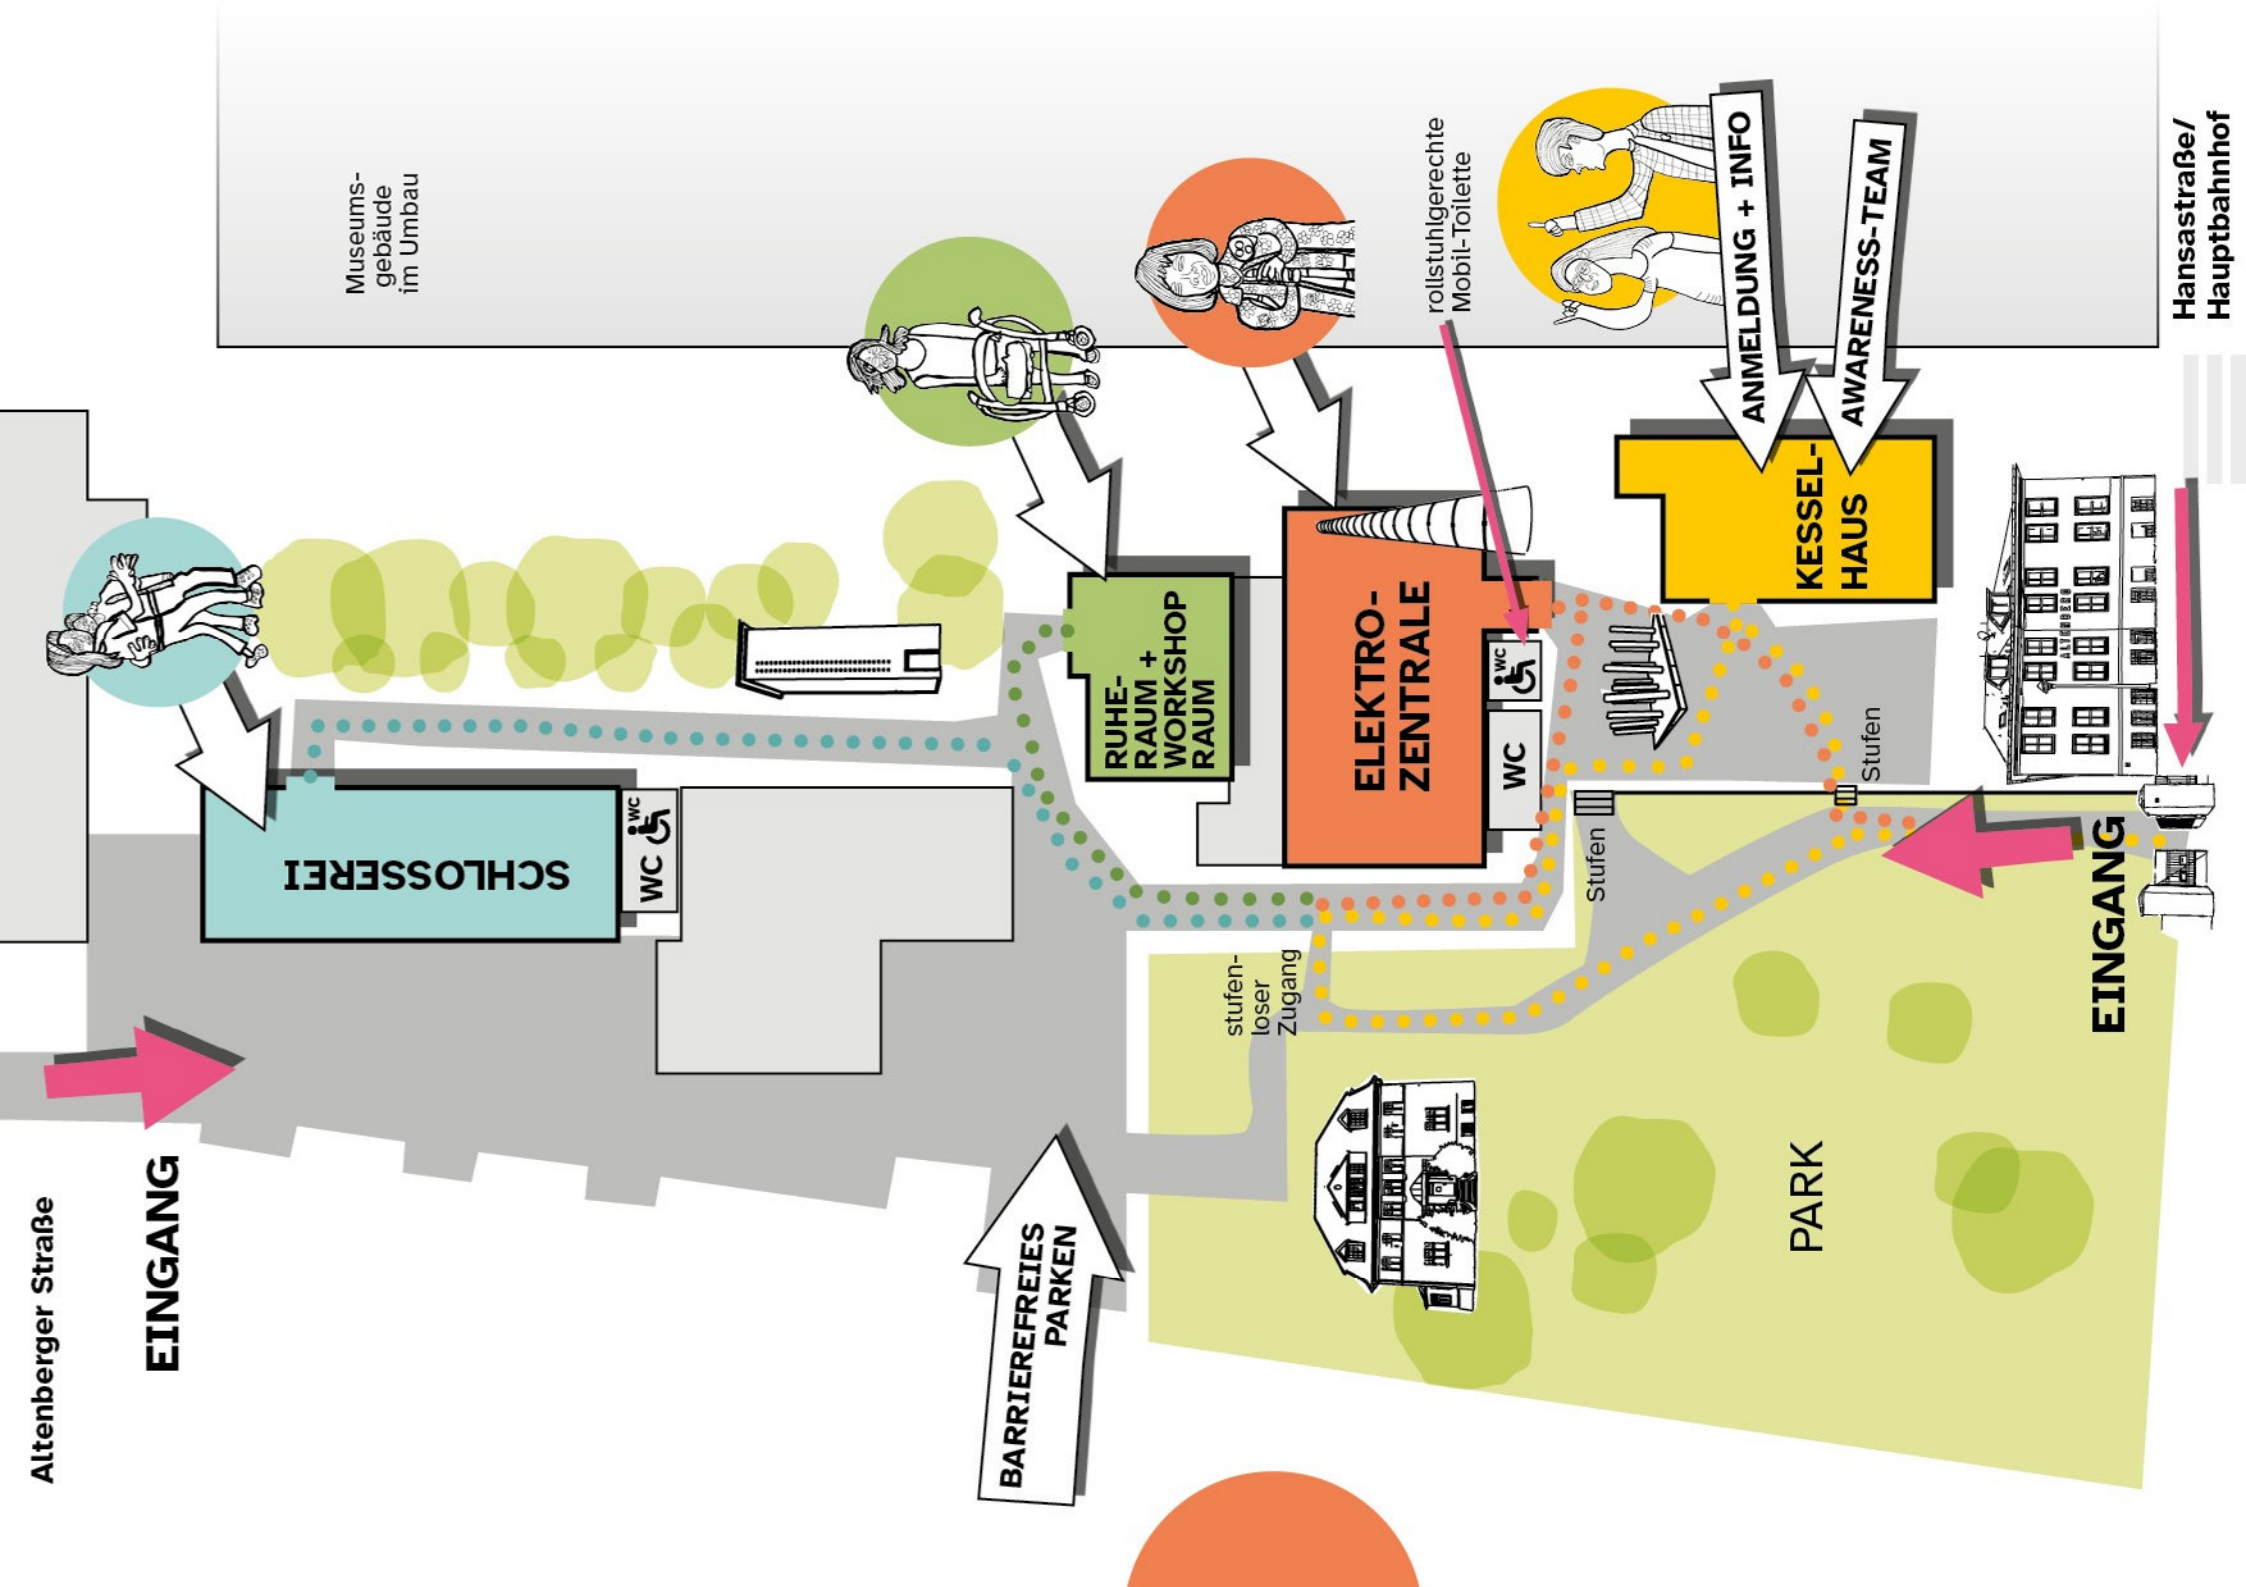 Museums-
gebäude
im Umbau
rollstuhlgerechte
Mobil-Toilette
ANMELDUNG + INFO
AWARENESS-TEAM
Hansastraße/
Hauptbahnhof
KESSEL-
HAUS
RUHE-
RAUM +
WORKSHOP
RAUM
ELEKTRO-
ZENTRALE
WC
WC
ALTENBERG
Stufen
SCHLOSSEREI
WC
WC
Stufen
stufen-
loser
Zugang
EINGANG
Altenberger Straße
EINGANG
BARRIEREFREIES
PARKEN
PARK